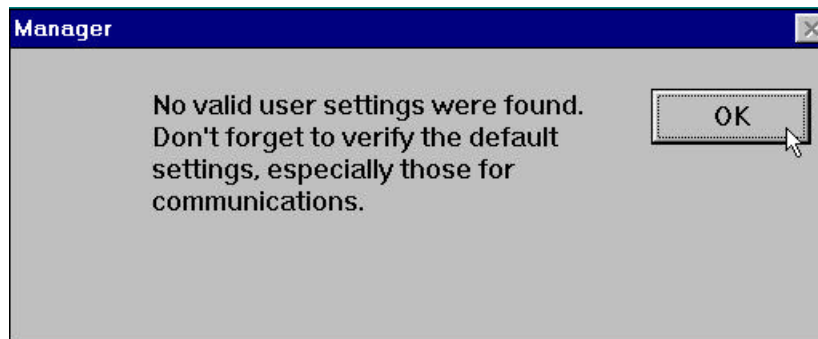 Manager
No valid user settings were found.
Don't forget to verify the default
settings, especially those for
communications.
OK